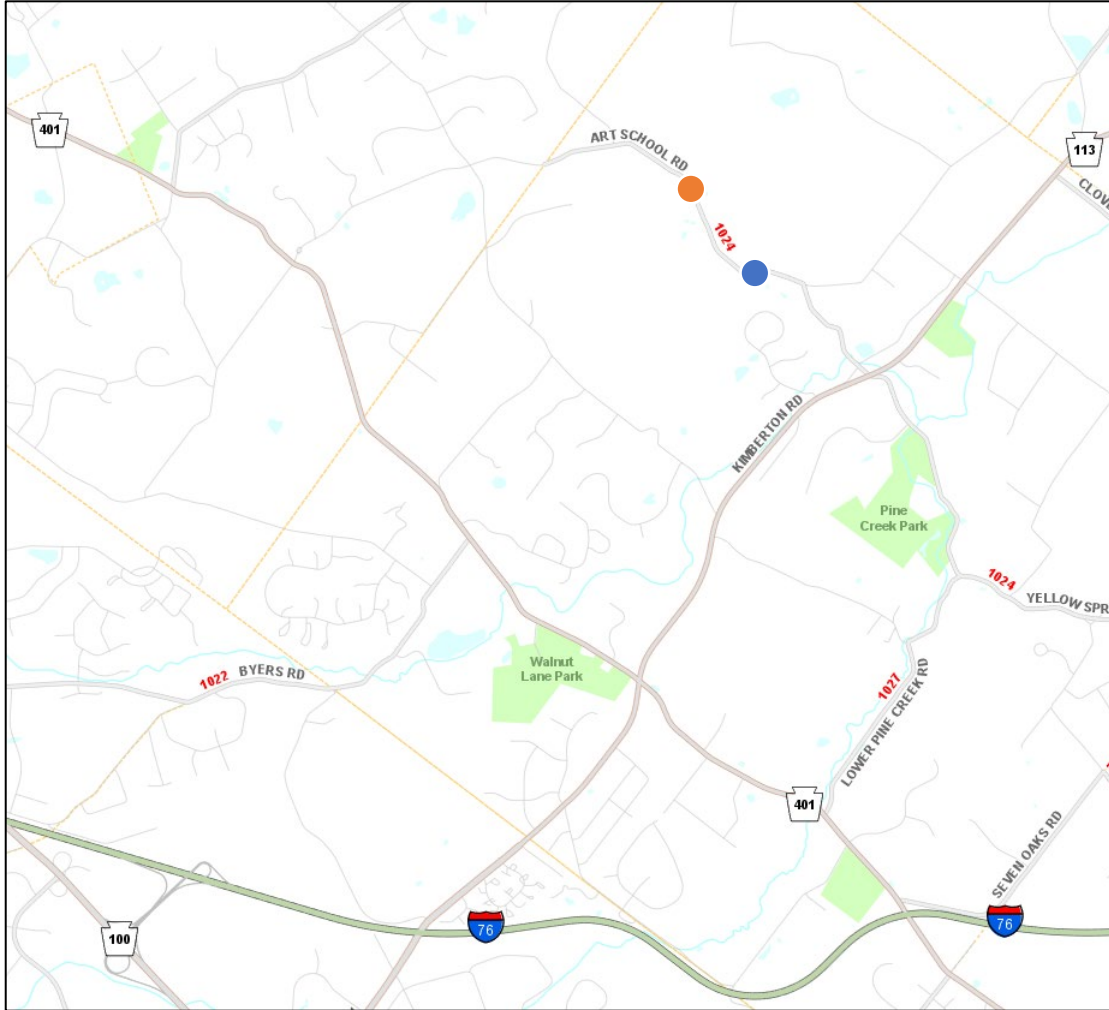 401
ART SCHOOL RD
113
CLOVE
1024
KIMBERTON RD
Pine
Creek Park
1024
YELLOW SPR
Walnut
Lane Park
1022
BYERS RD
1027
LOWER PINE CREEK RD
401
SEVEN OAKS RD
100
76
76